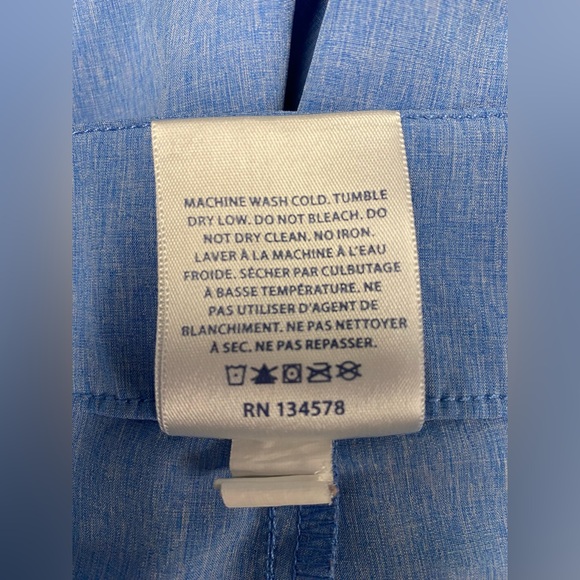 MACHINE WASH COLD. TUMBLE
DRY LOW. DO NOT BLEACH. DO
NOT DRY CLEAN. NO IRON.
LAVER À LA MACHINE À L'EAU
FROIDE. SÉCHER PAR CULBUTAGE
À BASSE TEMPÉRATURE. NE
PAS UTILISER D'AGENT DE
BLANCHIMENT. NE PAS NETTOYER
À SEC. NE PAS REPASSER.
RN 134578